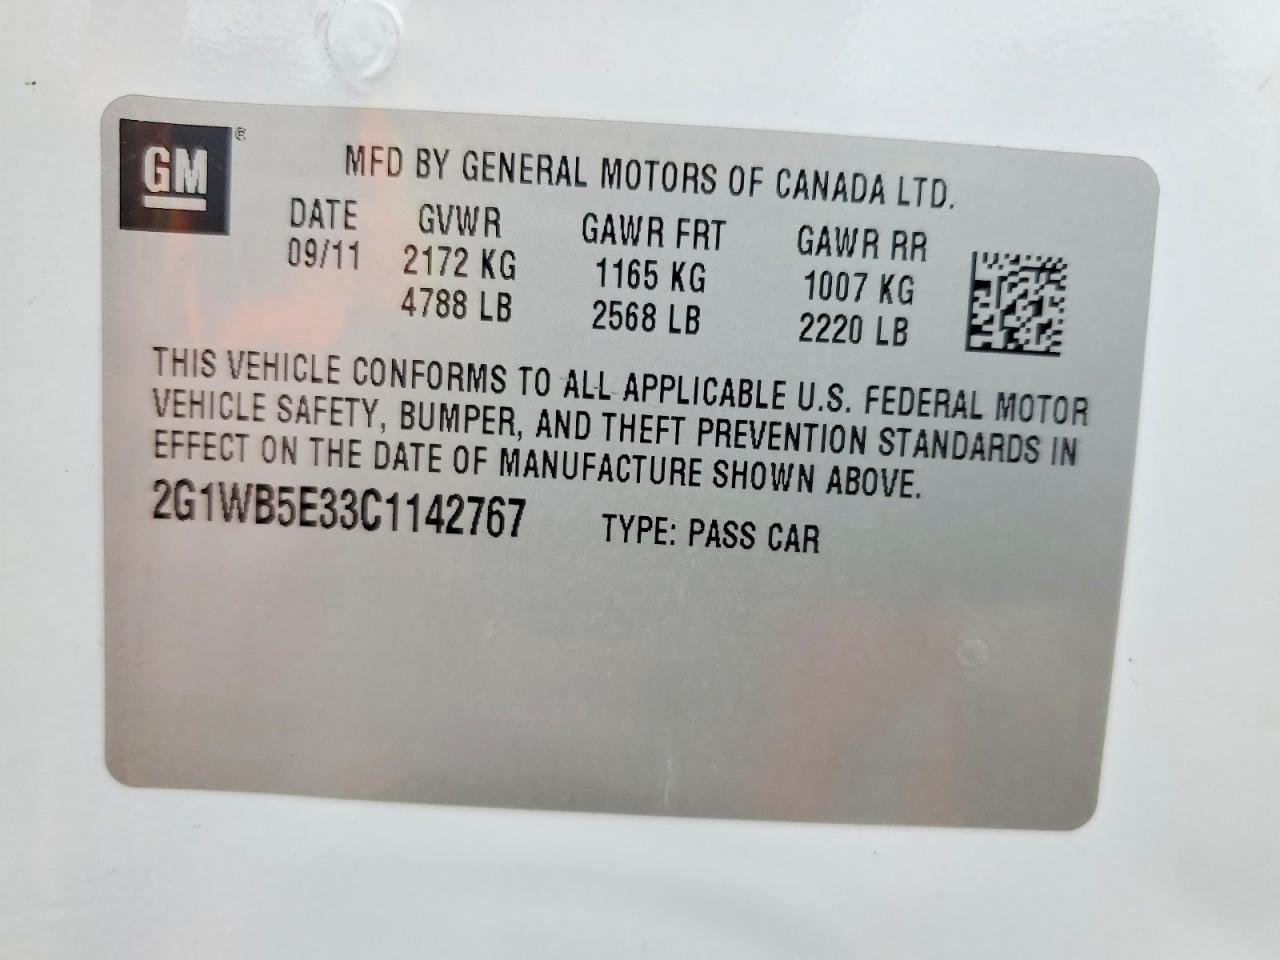 GM ®
MFD BY GENERAL MOTORS OF CANADA LTD.
DATE GVWR GAWR FRT GAWR RR
09/11 2172 KG 1165 KG 1007 KG
4788 LB 2568 LB 2220 LB
THIS VEHICLE CONFORMS TO ALL APPLICABLE U.S. FEDERAL MOTOR
VEHICLE SAFETY, BUMPER, AND THEFT PREVENTION STANDARDS IN
EFFECT ON THE DATE OF MANUFACTURE SHOWN ABOVE.
2G1WB5E33C1142767 TYPE: PASS CAR